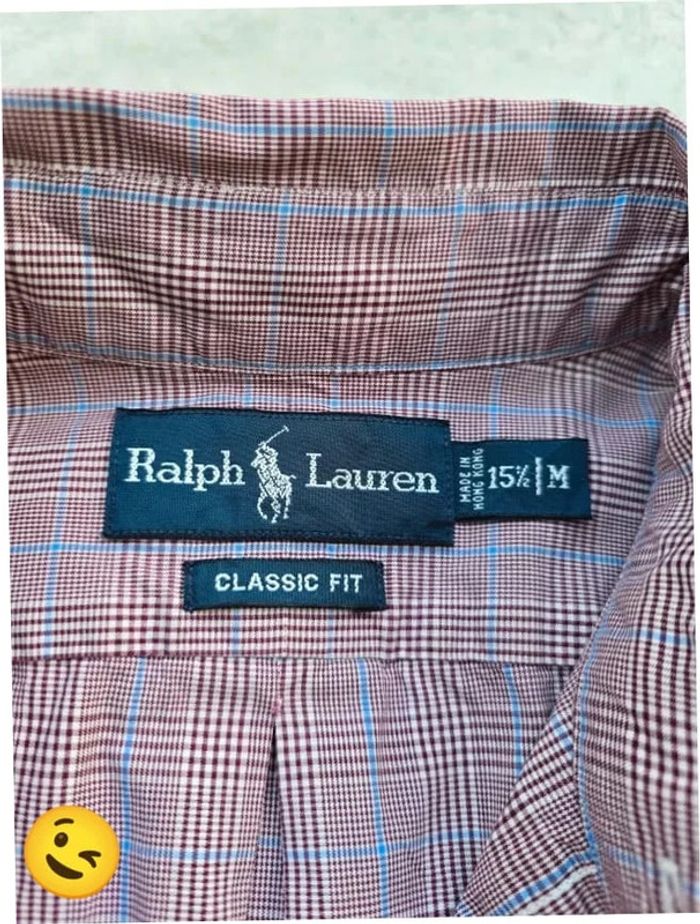 Ralph Lauren
MADE IN
HONG KONG
15½ | M
CLASSIC FIT